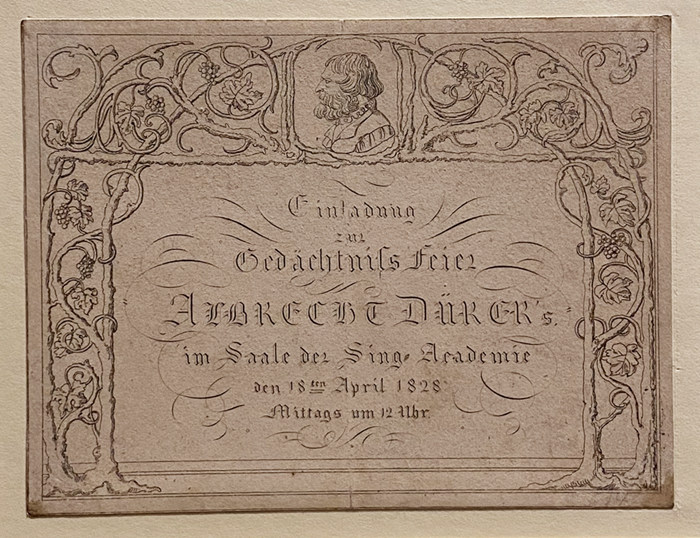 Einladung
zur
Gedächtniſs Feier
ALBRECHT DÜRER's.
im Saale der Sing-Academie
den 18ten April 1828
Mittags um 12 Uhr